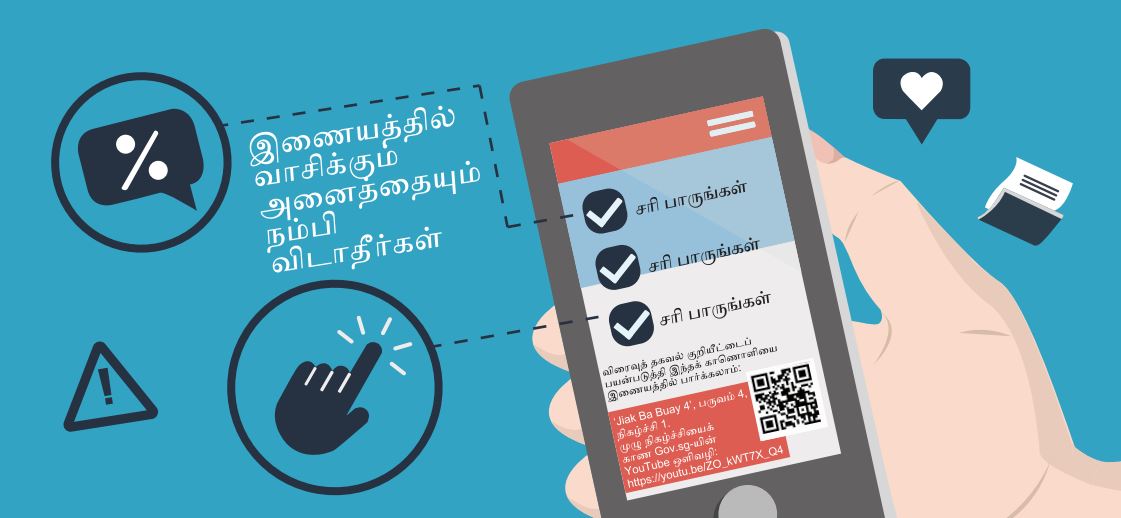 இணையத்தில்
வாசிக்கும்
அனைத்தையும்
நம்பி
விடாதீர்கள்
சரி பாருங்கள்
சரி பாருங்கள்
சரி பாருங்கள்
விரைவுத் தகவல் குறியீட்டைப்
பயன்படுத்தி இந்தக் காணொளியை
இணையத்தில் பார்க்கலாம்:
'Jiak Ba Buay 4', பருவம் 4,
நிகழ்ச்சி 1.
முழு நிகழ்ச்சியைக்
காண Gov.sg-யின்
YouTube ஒளிவழி:
https://youtu.be/ZO_kWT7X_Q4